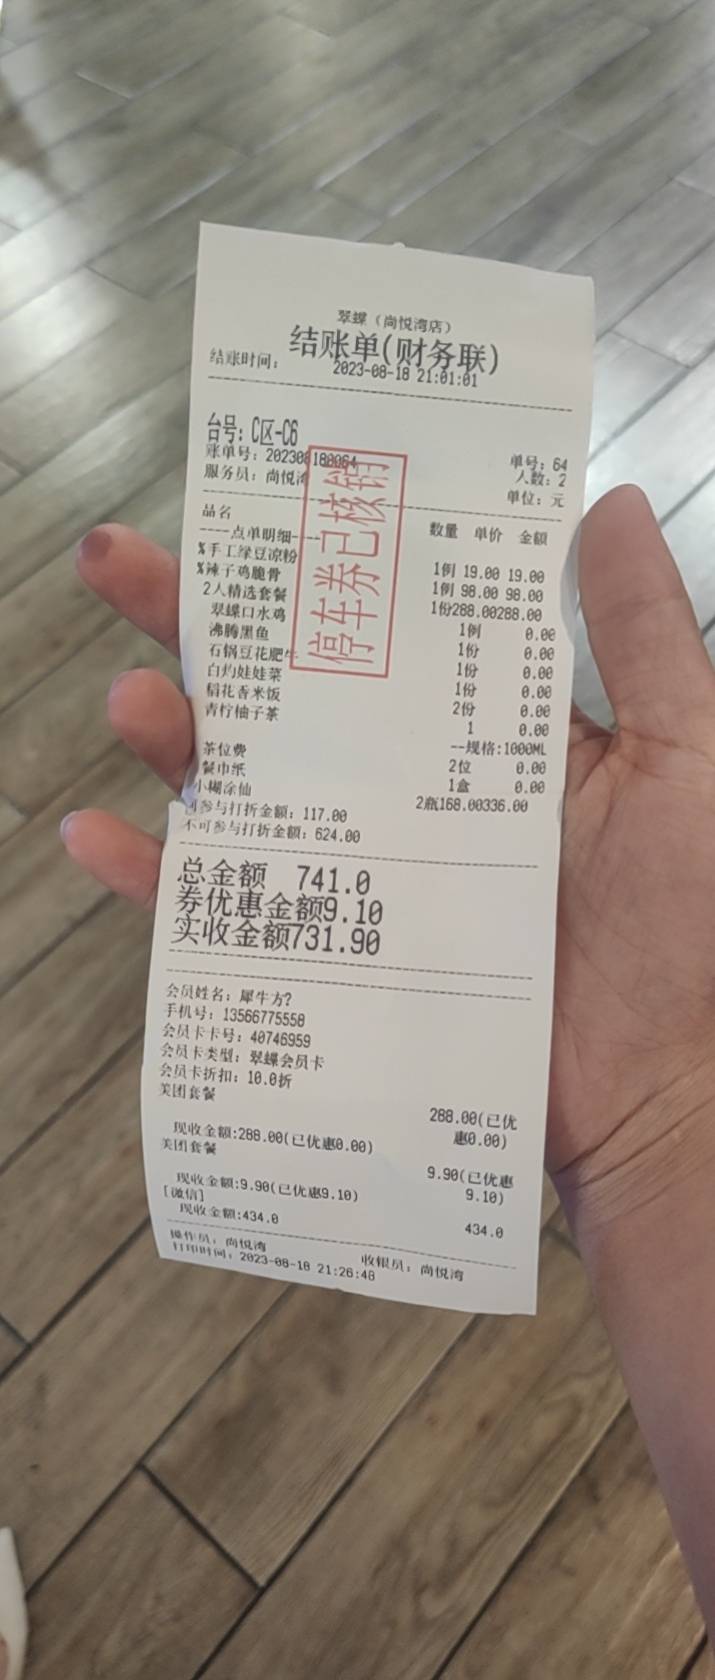 翠蝶（尚悦湾店）
结账单(财务联)
结账时间： 2023-08-18 21:01:01
台号：C区-C6
账单号：202308180064 单号：64
人数：2
服务员：尚悦湾 单位：元
品名 数量 单价 金额
----点单明细----
%手工绿豆凉粉 1例 19.00 19.00
%辣子鸡脆骨 1例 98.00 98.00
2人精选套餐 1份288.00288.00
翠蝶口水鸡 1例 0.00
沸腾黑鱼 1份 0.00
石锅豆花肥牛 1份 0.00
白灼娃娃菜 1份 0.00
稻花香米饭 2份 0.00
青柠柚子茶 1 0.00
--规格:1000ML
茶位费 2位 0.00
餐巾纸 1盒 0.00
小糊涂仙 2瓶168.00336.00
可参与打折金额：117.00
不可参与打折金额：624.00
停车券已核销
总金额 741.0
券优惠金额9.10
实收金额731.90
会员姓名：犀牛方?
手机号：13566775558
会员卡卡号：40746959
会员卡类型：翠蝶会员卡
会员卡折扣：10.0折
美团套餐 288.00(已优
惠0.00)
现收金额:288.00(已优惠0.00)
美团套餐 9.90(已优惠
9.10)
现收金额:9.90(已优惠9.10)
[微信] 434.0
现收金额:434.0
操作员：尚悦湾 收银员：尚悦湾
打印时间：2023-08-18 21:26:48